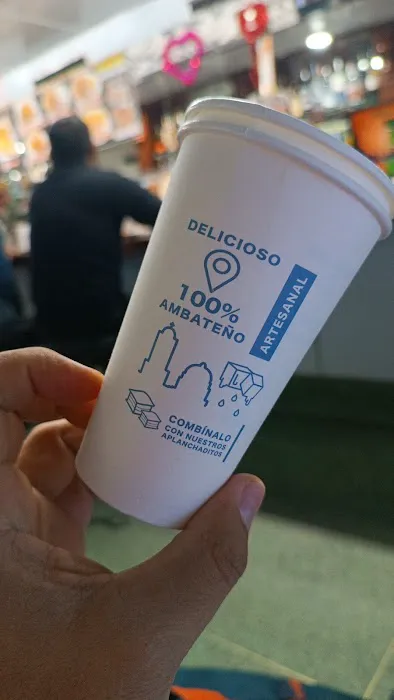 DELICIOSO
100%
AMBATEÑO
ARTESANAL
COMBÍNALO
CON NUESTROS
APLANCHADITOS